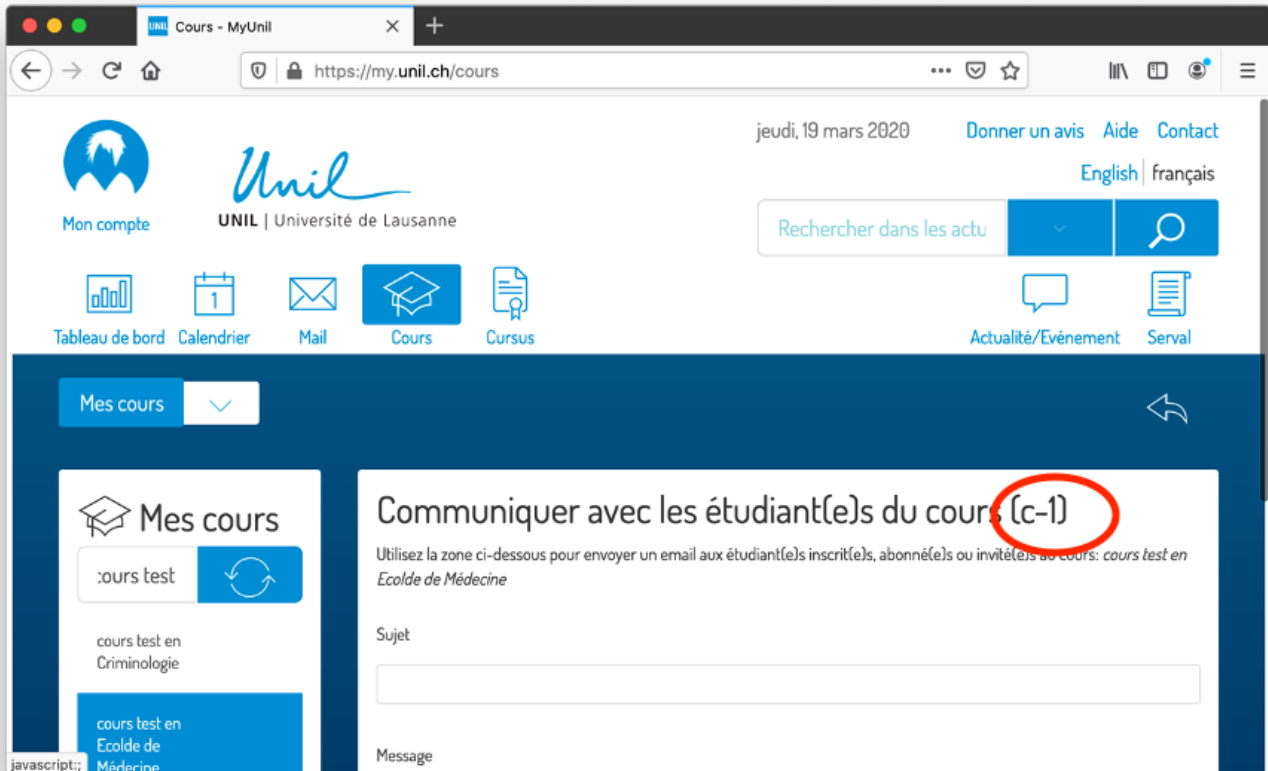 UNIL Cours - MyUnil
https://my.unil.ch/cours
jeudi, 19 mars 2020 Donner un avis Aide Contact
English français
Unil
UNIL | Université de Lausanne
Mon compte
Rechercher dans les actu
1
Tableau de bord Calendrier Mail Cours Cursus Actualité/Evénement Serval
Mes cours
Mes cours
cours test
cours test en
Criminologie
cours test en
Ecolde de
Médecine
Communiquer avec les étudiant(e)s du cours (c-1)
Utilisez la zone ci-dessous pour envoyer un email aux étudiant(e)s inscrit(e)s, abonné(e)s ou invité(e)s au cours: cours test en
Ecolde de Médecine
Sujet
Message
javascript:;